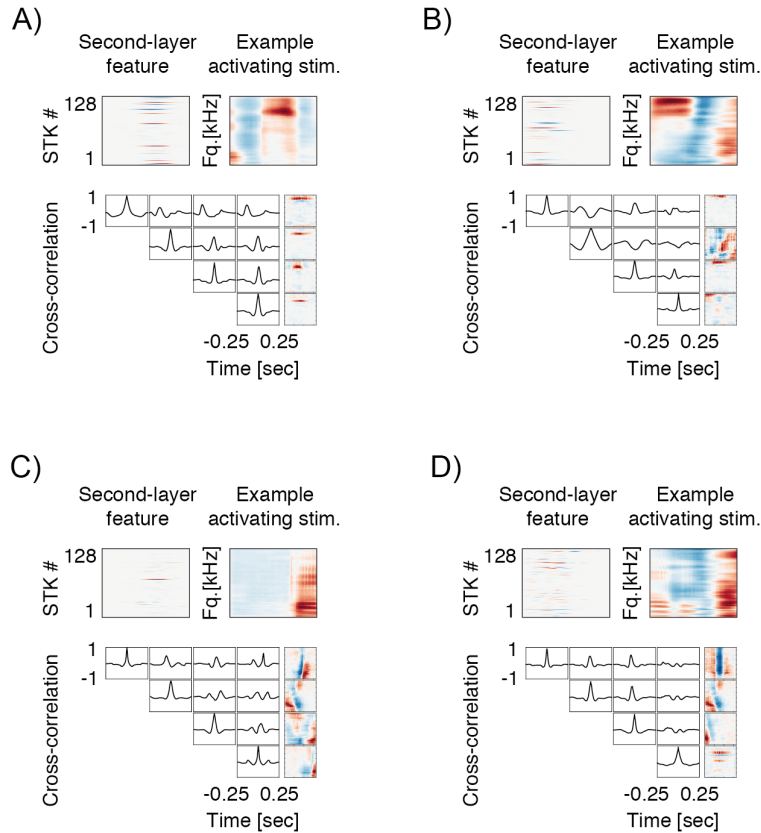 A)
Second-layer
feature
Example
activating stim.
STK #
128
1
Fq.[kHz]
Cross-correlation
1
-1
-0.25 0.25
Time [sec]
B)
Second-layer
feature
Example
activating stim.
STK #
128
1
Fq.[kHz]
Cross-correlation
1
-1
-0.25 0.25
Time [sec]
C)
Second-layer
feature
Example
activating stim.
STK #
128
1
Fq.[kHz]
Cross-correlation
1
-1
-0.25 0.25
Time [sec]
D)
Second-layer
feature
Example
activating stim.
STK #
128
1
Fq.[kHz]
Cross-correlation
1
-1
-0.25 0.25
Time [sec]